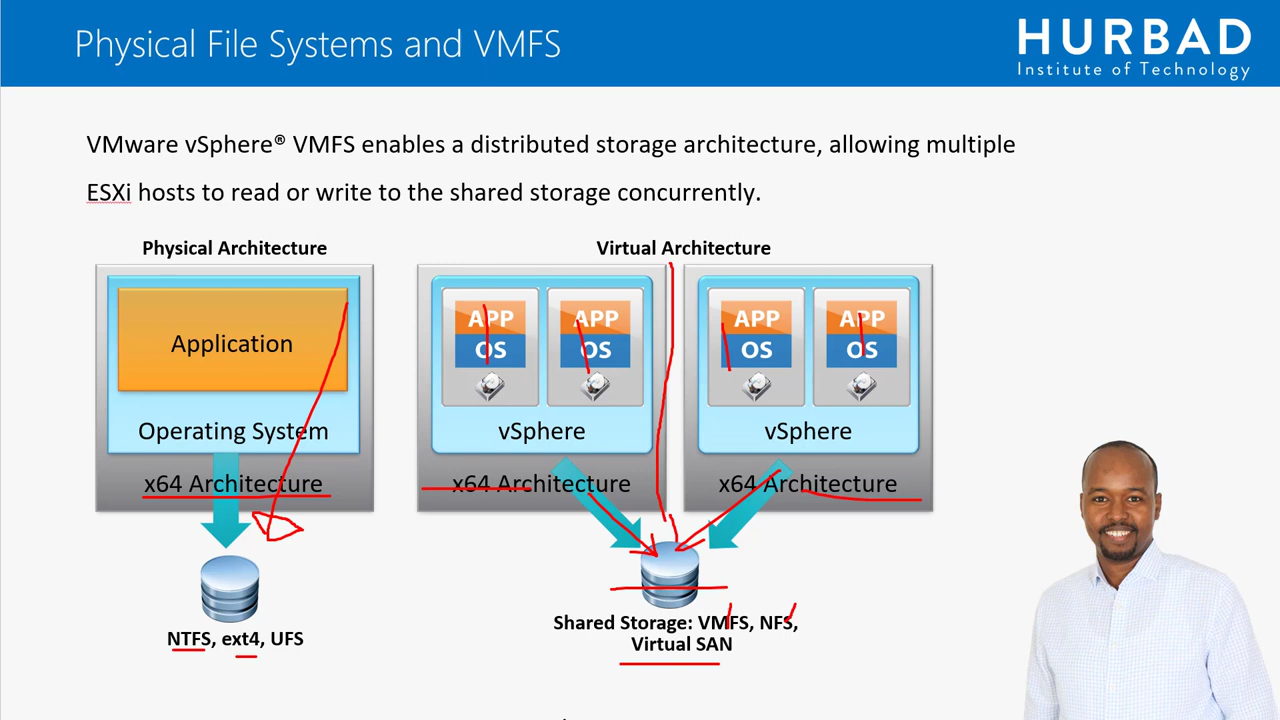 Physical File Systems and VMFS
HURBAD
Institute of Technology
VMware vSphere® VMFS enables a distributed storage architecture, allowing multiple
ESXi hosts to read or write to the shared storage concurrently.
Physical Architecture
Application
Operating System
x64 Architecture
NTFS, ext4, UFS
Virtual Architecture
APP
OS
APP
OS
vSphere
x64 Architecture
APP
OS
APP
OS
vSphere
x64 Architecture
Shared Storage: VMFS, NFS,
Virtual SAN